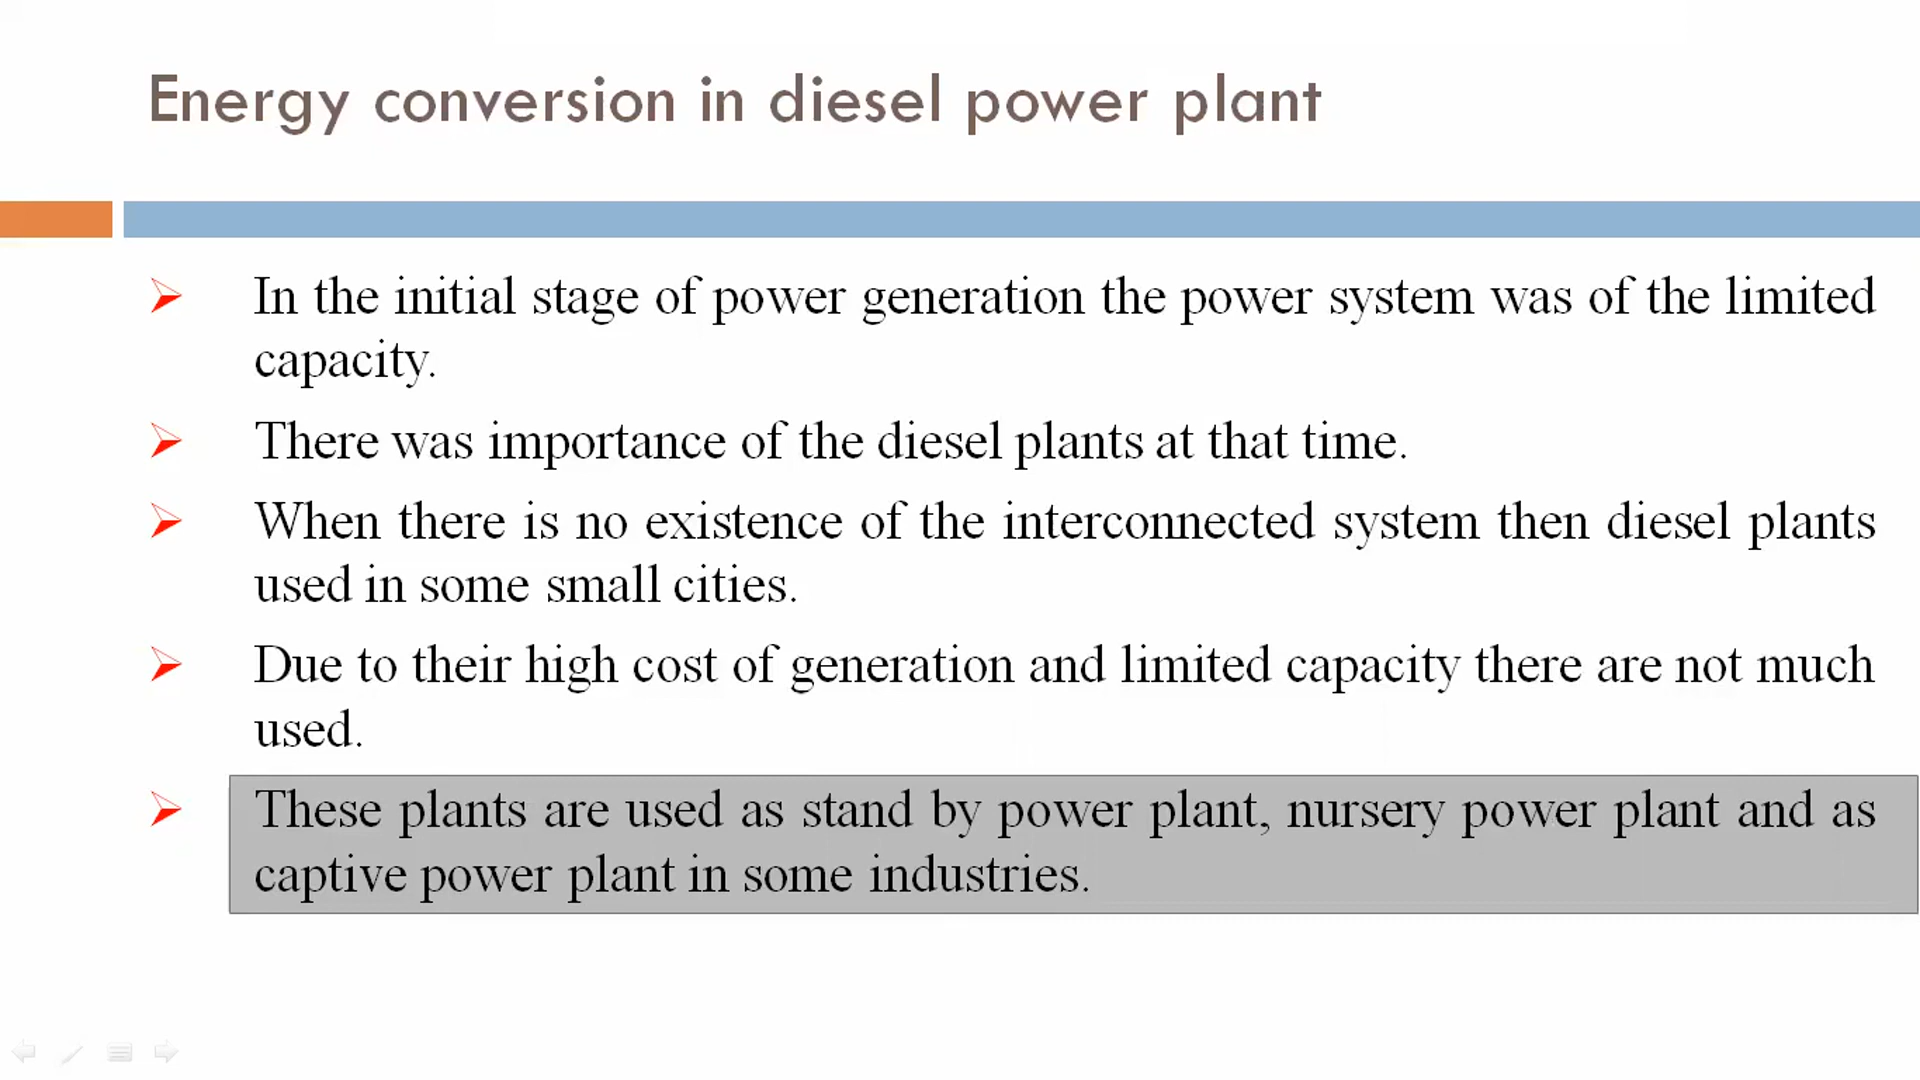 Energy conversion in diesel power plant
In the initial stage of power generation the power system was of the limited
capacity.
There was importance of the diesel plants at that time.
When there is no existence of the interconnected system then diesel plants
used in some small cities.
Due to their high cost of generation and limited capacity there are not much
used.
These plants are used as stand by power plant, nursery power plant and as
captive power plant in some industries.